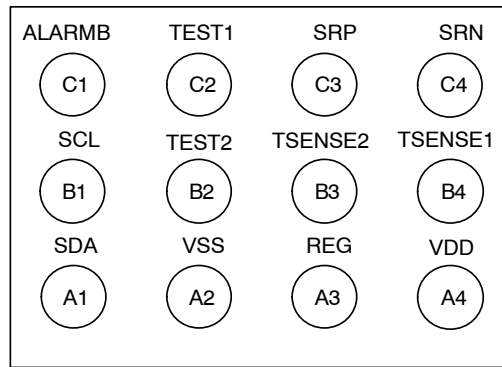 ALARMB TEST1 SRP SRN
C1 C2 C3 C4
SCL TEST2 TSENSE2 TSENSE1
B1 B2 B3 B4
SDA VSS REG VDD
A1 A2 A3 A4